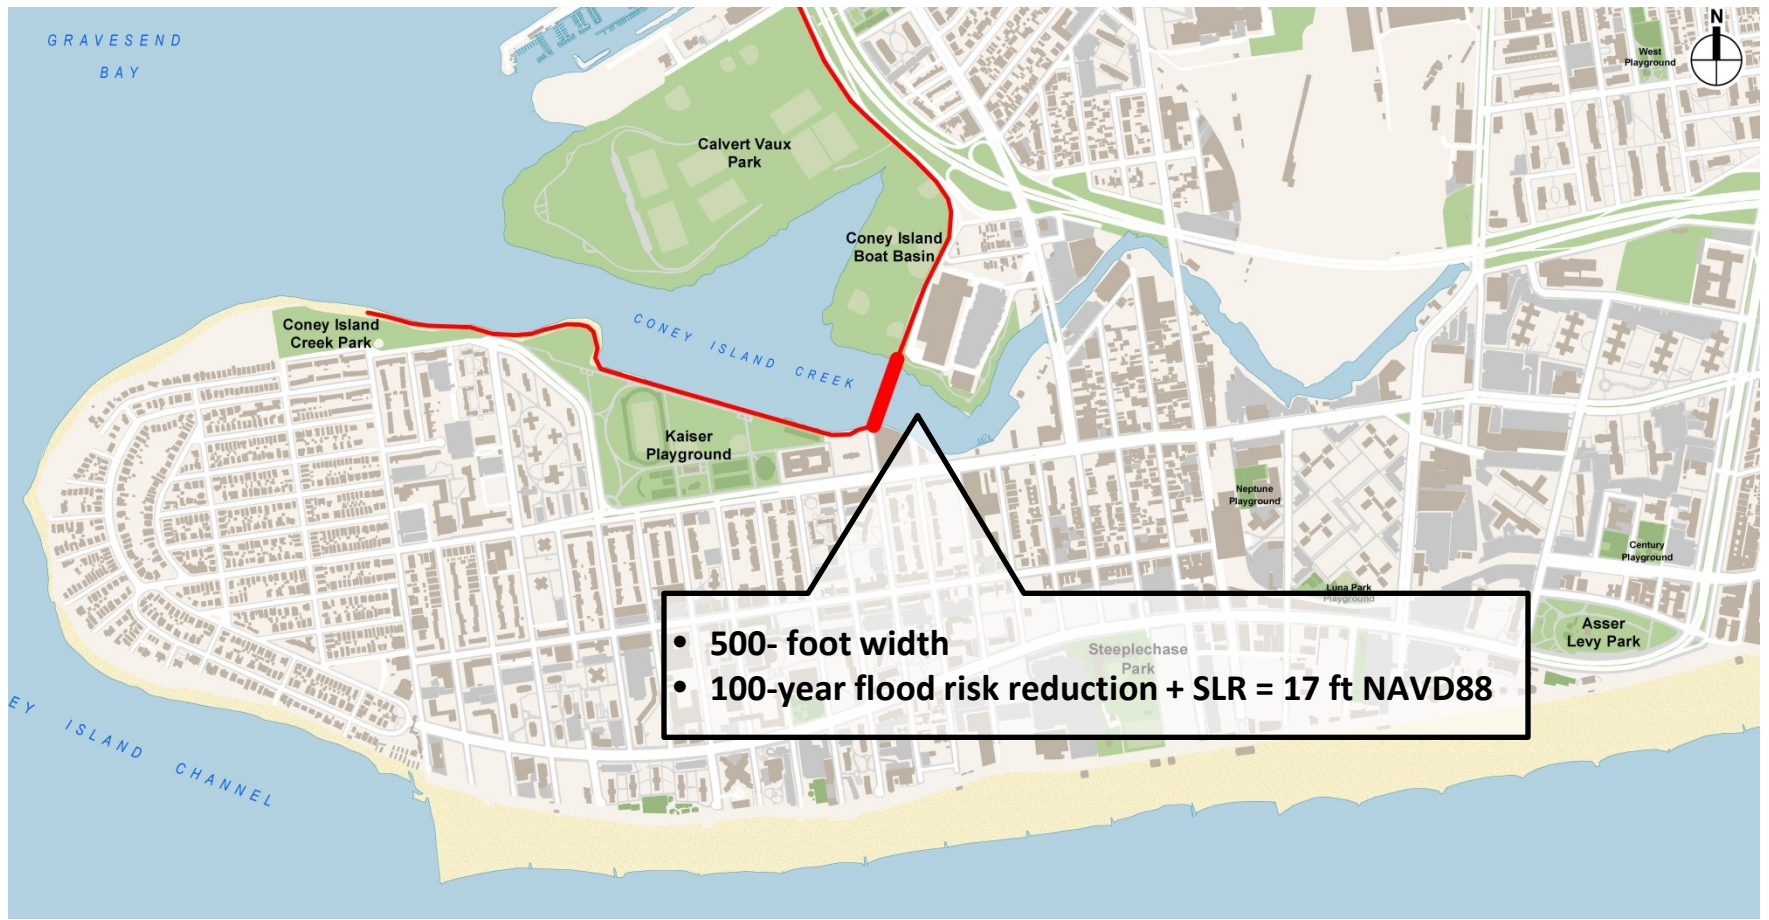 GRAVESEND
BAY
N
West
Playground
Calvert Vaux
Park
Coney Island
Boat Basin
CONEY ISLAND CREEK
Coney Island
Creek Park
Kaiser
Playground
Neptune
Playground
Century
Playground
Luna Park
Playground
Asser
Levy Park
• 500- foot width
Steeplechase
Park
• 100-year flood risk reduction + SLR = 17 ft NAVD88
EY ISLAND CHANNEL